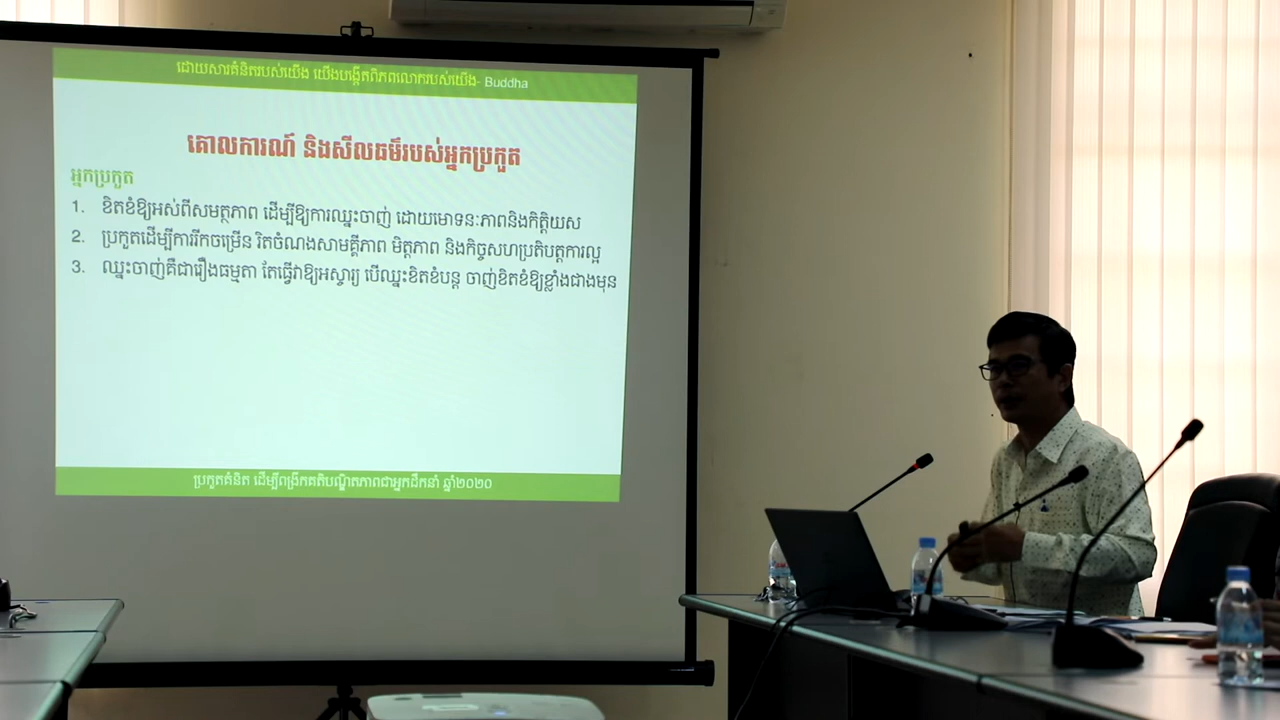 ដោយសារគំនិតរបស់យើង យើងបង្កើតពិភពលោករបស់យើង- Buddha
គោលការណ៍ និងសីលធម៌របស់អ្នកប្រកួត
អ្នកប្រកួត
1. ខិតខំឱ្យអស់ពីសមត្ថភាព ដើម្បីឱ្យការឈ្នះចាញ់ ដោយមោទនៈភាពនិងកិត្តិយស
2. ប្រកួតដើម្បីការរីកចម្រើន រឹតចំណងសាមគ្គីភាព មិត្តភាព និងកិច្ចសហប្រតិបត្តការល្អ
3. ឈ្នះចាញ់គឺជារឿងធម្មតា តែធ្វើវាឱ្យអស្ចារ្យ បើឈ្នះខិតខំបន្ត ចាញ់ខិតខំឱ្យខ្លាំងជាងមុន
ប្រកួតគំនិត ដើម្បីពង្រីកគតិបណ្ឌិតភាពជាអ្នកដឹកនាំ ឆ្នាំ២០២០